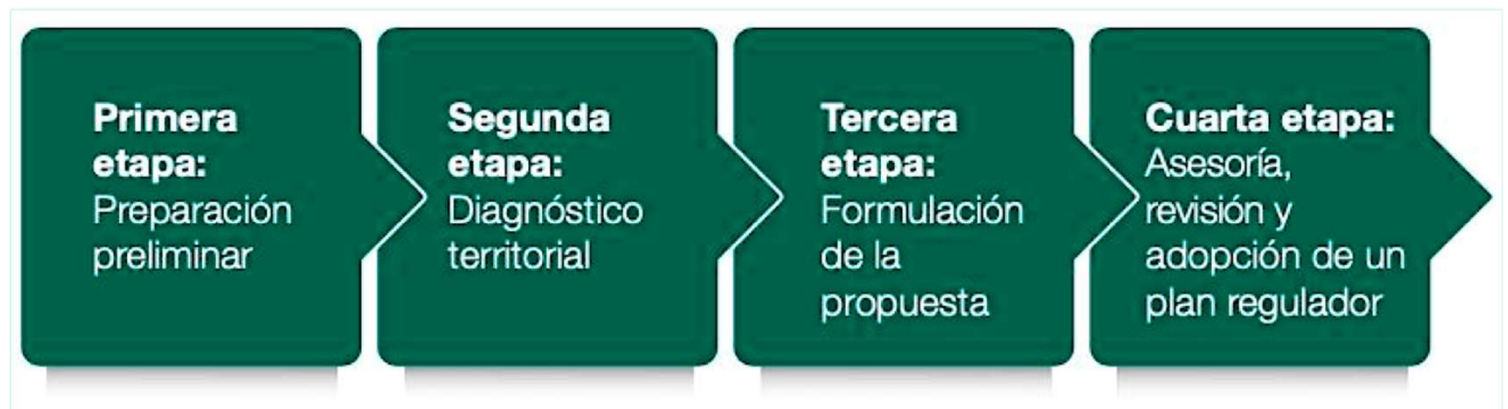 Primera
etapa:
Preparación
preliminar
Segunda
etapa:
Diagnóstico
territorial
Tercera
etapa:
Formulación
de la
propuesta
Cuarta etapa:
Asesoría,
revisión y
adopción de un
plan regulador